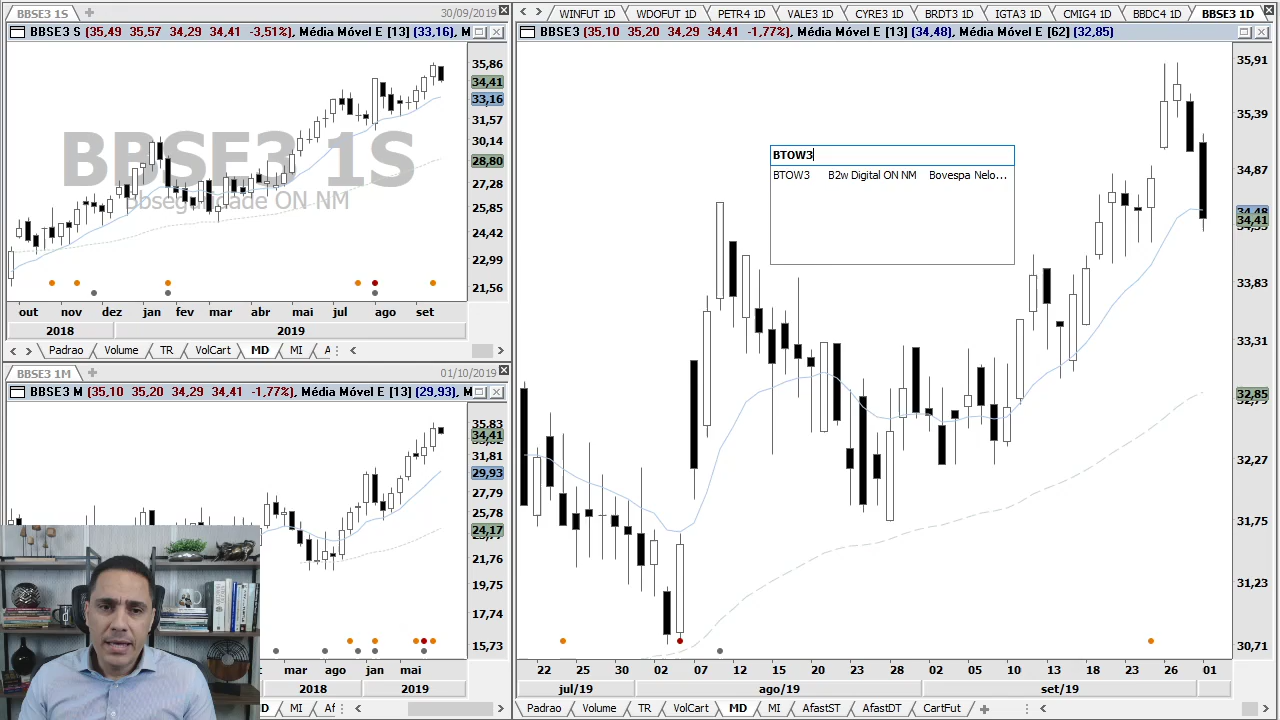 BBSE3 1S
30/09/2019
BBSE3 S (35,49 35,57 34,29 34,41 -3,51%), Média Móvel E [13] (33,16), M
BBSE3 1S
bbseguridade ON NM
35,86
34,41
33,16
31,57
30,14
28,80
27,28
25,85
24,42
22,99
21,56
out nov dez jan fev mar abr mai jul ago set
2018 2019
Padrao Volume TR VolCart MD MI A
BBSE3 1M
01/10/2019
BBSE3 M (35,10 35,20 34,29 34,41 -1,77%), Média Móvel E [13] (29,93), M
35,83
34,41
31,81
29,93
27,79
25,78
24,17
21,76
19,75
17,74
15,73
mar ago jan mai
2018 2019
D MI Af
WINFUT 1D WDOFUT 1D PETR4 1D VALE3 1D CYRE3 1D BRDT3 1D IGTA3 1D CMIG4 1D BBDC4 1D BBSE3 1D
BBSE3 (35,10 35,20 34,29 34,41 -1,77%), Média Móvel E [13] (34,48), Média Móvel E [62] (32,85)
BTOW3
BTOW3 B2w Digital ON NM Bovespa Nelo...
35,91
35,39
34,87
34,48
34,41
33,83
33,31
32,85
32,27
31,75
31,23
30,71
22 25 30 02 07 12 15 20 23 28 02 05 10 13 18 23 26 01
jul/19 ago/19 set/19
Padrao Volume TR VolCart MD MI AfastST AfastDT CartFut